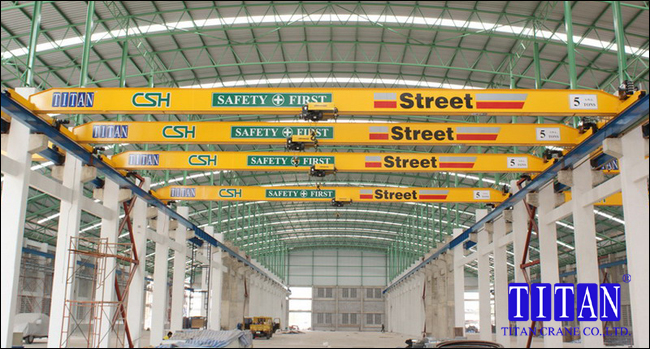 TITAN CSH SAFETY FIRST Street 5 TONS
TITAN CSH SAFETY FIRST Street 5 TONS
TITAN CSH SAFETY FIRST Street 5
TITAN CSH SAFETY FIRST Street 5
TITAN®
TITAN CRANE CO.,LTD.